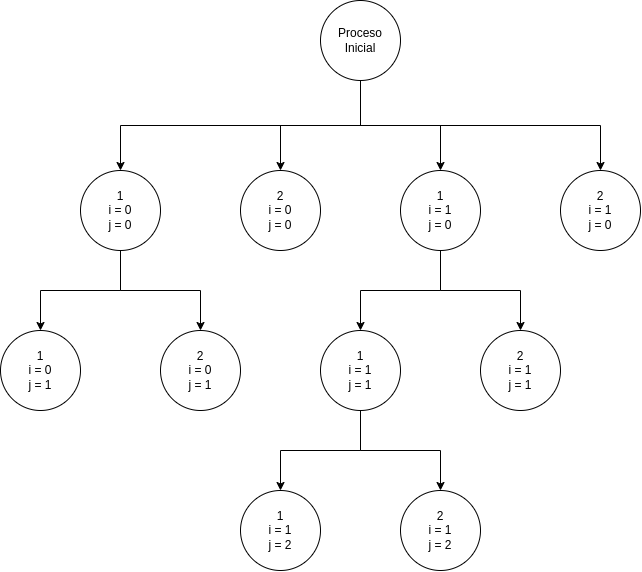 Proceso
Inicial
1
i = 0
j = 0
2
i = 0
j = 0
1
i = 1
j = 0
2
i = 1
j = 0
1
i = 0
j = 1
2
i = 0
j = 1
1
i = 1
j = 1
2
i = 1
j = 1
1
i = 1
j = 2
2
i = 1
j = 2